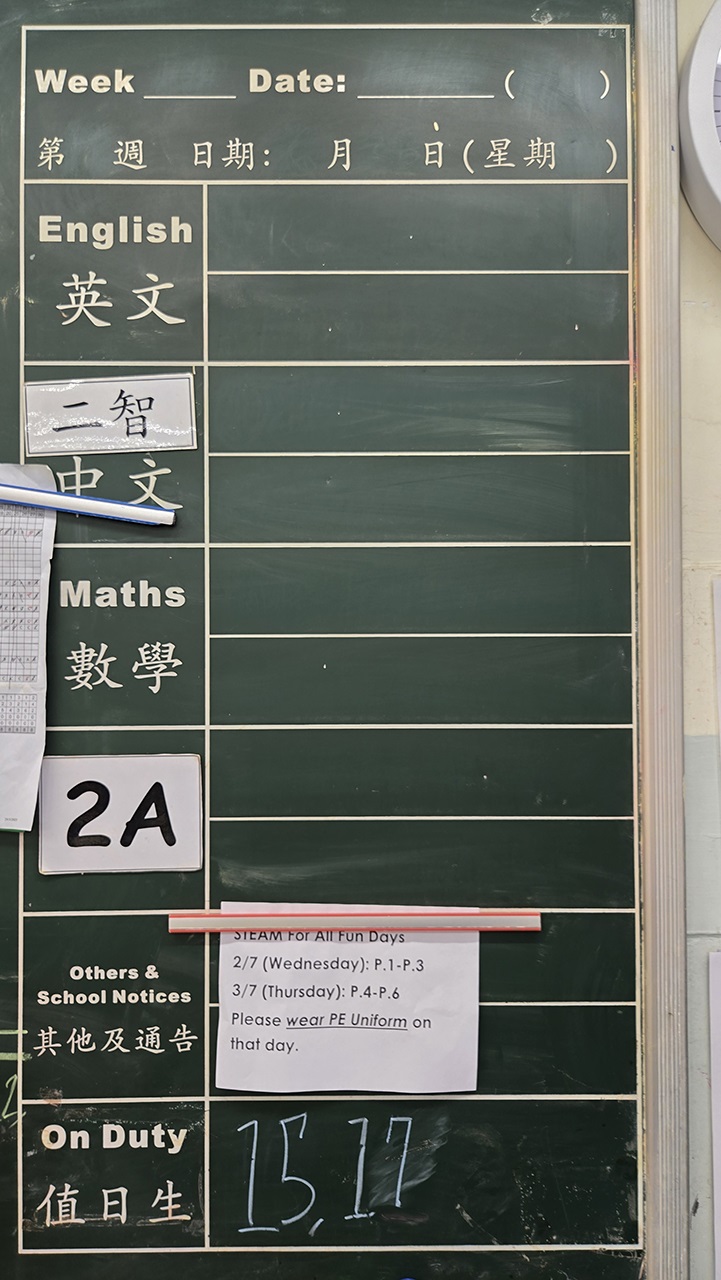 Week ______ Date: _________ (        )
第 週 日期: 月 日(星期 )
English
英文
二智
中文
Maths
數學
2A
STEAM For All Fun Days
2/7 (Wednesday): P.1-P.3
3/7 (Thursday): P.4-P.6
Please wear PE Uniform on
that day.
Others &
School Notices
其他及通告
On Duty
值日生
15, 17